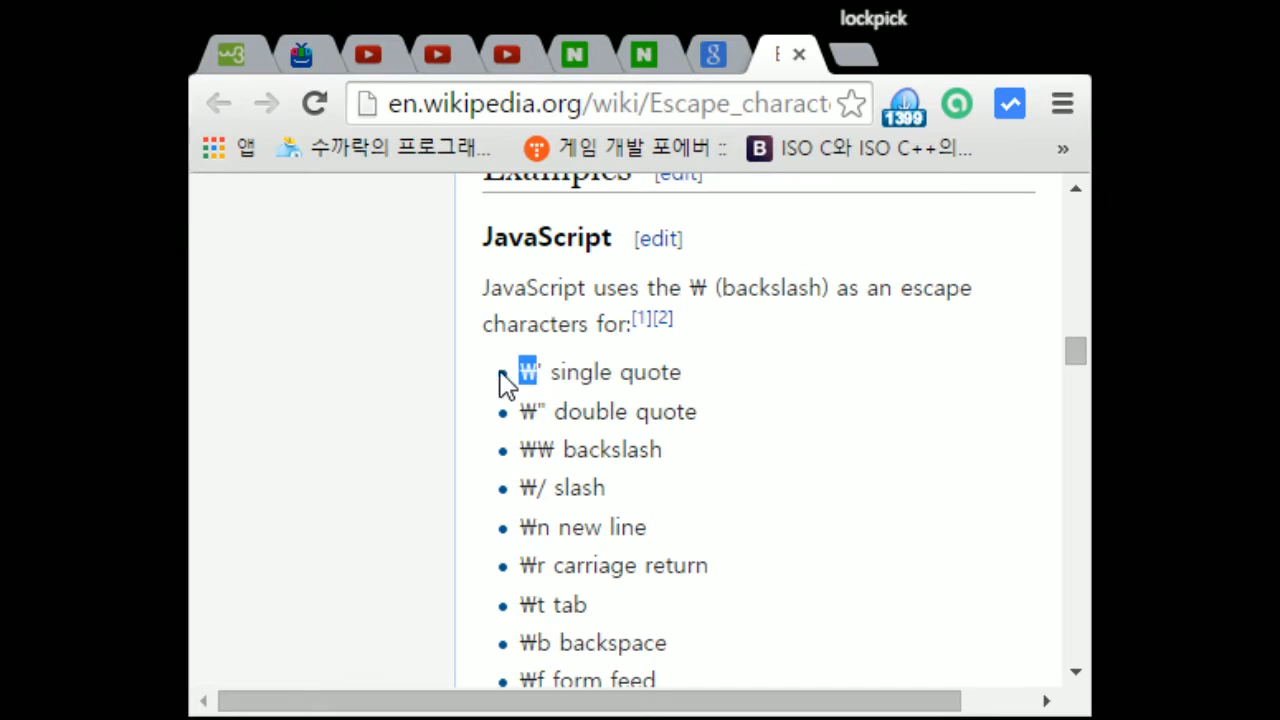 lockpick
en.wikipedia.org/wiki/Escape_charact
1399
앱 수까락의 프로그래... 게임 개발 포에버 :: B ISO C와 ISO C++의... »
Examples [edit]
JavaScript [edit]
JavaScript uses the ₩ (backslash) as an escape
characters for:[1][2]
₩' single quote
₩" double quote
₩₩ backslash
₩/ slash
₩n new line
₩r carriage return
₩t tab
₩b backspace
₩f form feed